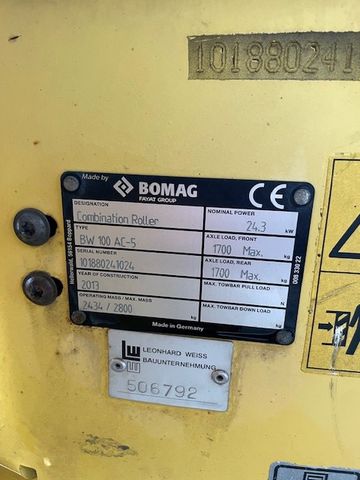 101880241
Made by
BOMAG
FAYAT GROUP
CE
Hellerwald, 56154 Boppard
DESIGNATION
Combination Roller
TYPE
BW 100 AC-5
SERIAL NUMBER
101880241024
YEAR OF CONSTRUCTION
2013
OPERATING MASS / MAX. MASS
2434 / 2800
kg
NOMINAL POWER
24.3
kW
AXLE LOAD, FRONT
1700 Max.
kg
AXLE LOAD, REAR
1700 Max.
kg
MAX. TOWBAR PULL LOAD
N
MAX. TOWBAR DOWN LOAD
Made in Germany
LEONHARD WEISS
BAUUNTERNEHMUNG
506792